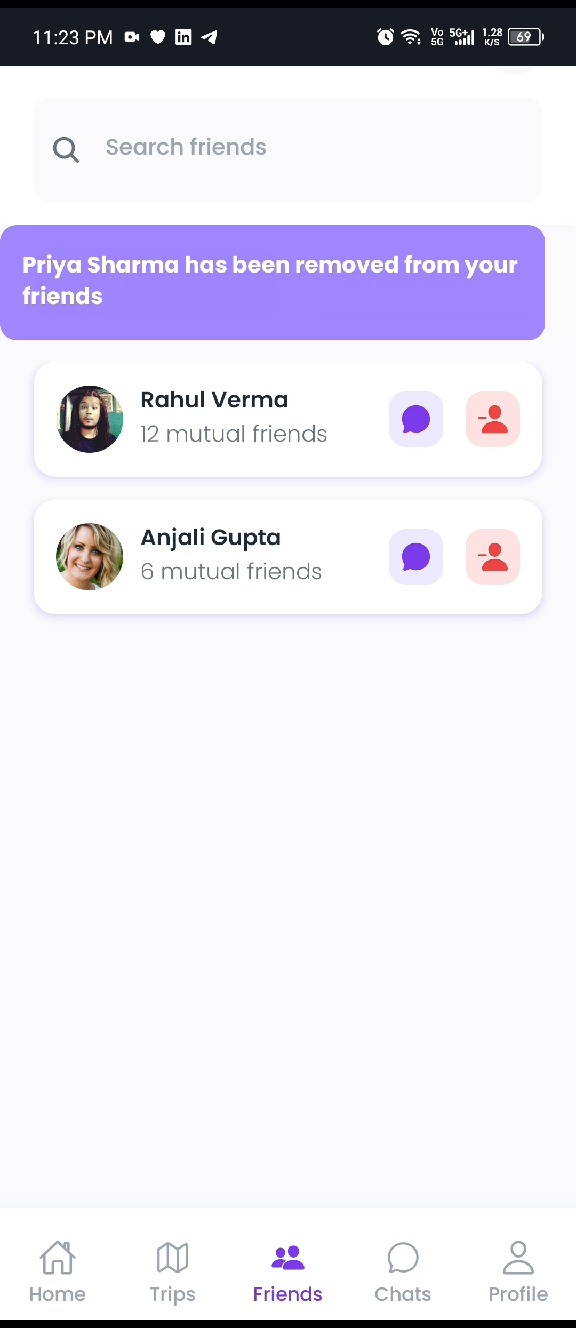 11:23 PM
Vo 5G 5G+ 1.28 K/S 69
Search friends
Priya Sharma has been removed from your
friends
Rahul Verma
12 mutual friends
Anjali Gupta
6 mutual friends
Home Trips Friends Chats Profile